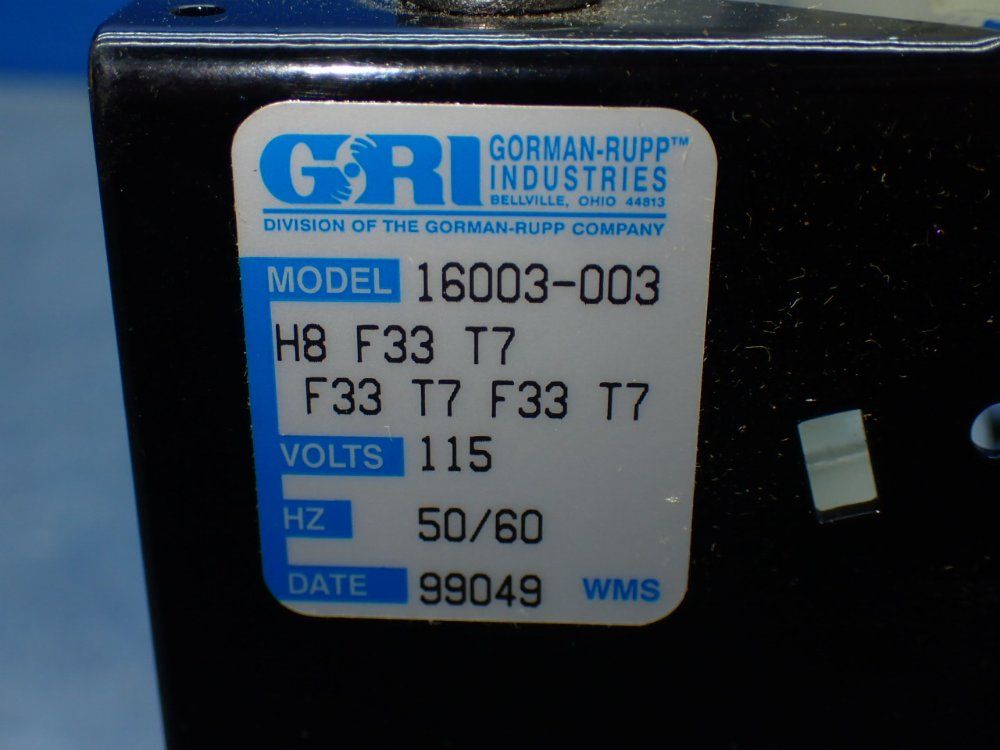 GRI GORMAN-RUPP™
INDUSTRIES
BELLVILLE, OHIO 44813
DIVISION OF THE GORMAN-RUPP COMPANY
MODEL 16003-003
H8 F33 T7
F33 T7 F33 T7
VOLTS 115
HZ 50/60
DATE 99049 WMS